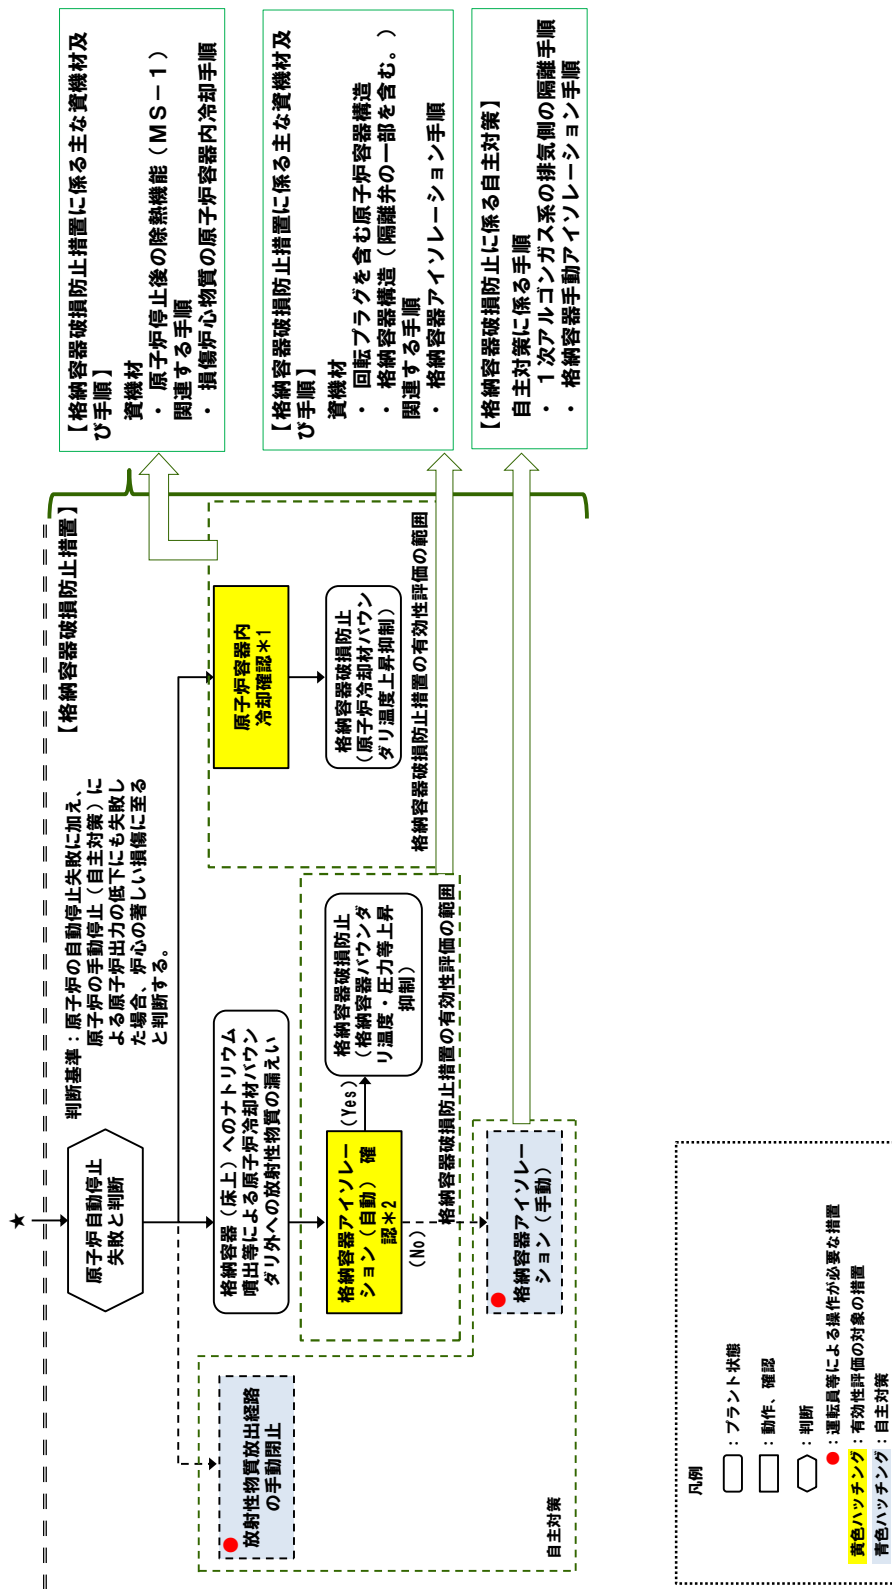 ★
【格納容器破損防止措置】
原子炉自動停止
失敗と判断
判断基準：原子炉の自動停止失敗に加え、
原子炉の手動停止（自主対策）に
よる原子炉出力の低下にも失敗し
た場合、炉心の著しい損傷に至る
と判断する。
放射性物質放出経路
の手動閉止
格納容器（床上）へのナトリウム
噴出等による原子炉冷却材バウン
ダリ外への放射性物質の漏えい
原子炉容器内
冷却確認＊1
格納容器アイソレー
ション（自動）確
認＊2
(Yes)
(No)
格納容器破損防止
（格納容器バウンダ
リ温度・圧力等上昇
抑制）
格納容器破損防止
（原子炉冷却材バウン
ダリ温度上昇抑制）
格納容器破損防止措置の有効性評価の範囲
格納容器破損防止措置の有効性評価の範囲
格納容器アイソレー
ション（手動）
自主対策
【格納容器破損防止措置に係る主な資機材及
び手順】
資機材
・ 原子炉停止後の除熱機能（ＭＳ－１）
関連する手順
・ 損傷炉心物質の原子炉容器内冷却手順
【格納容器破損防止措置に係る主な資機材及
び手順】
資機材
・ 回転プラグを含む原子炉容器構造
・ 格納容器構造（隔離弁の一部を含む。）
関連する手順
・ 格納容器アイソレーション手順
【格納容器破損防止に係る自主対策】
自主対策に係る手順
・ １次アルゴンガス系の排気側の隔離手順
・ 格納容器手動アイソレーション手順
凡例
：プラント状態
：動作、確認
：判断
：運転員等による操作が必要な措置
黄色ハッチング：有効性評価の対象の措置
青色ハッチング：自主対策